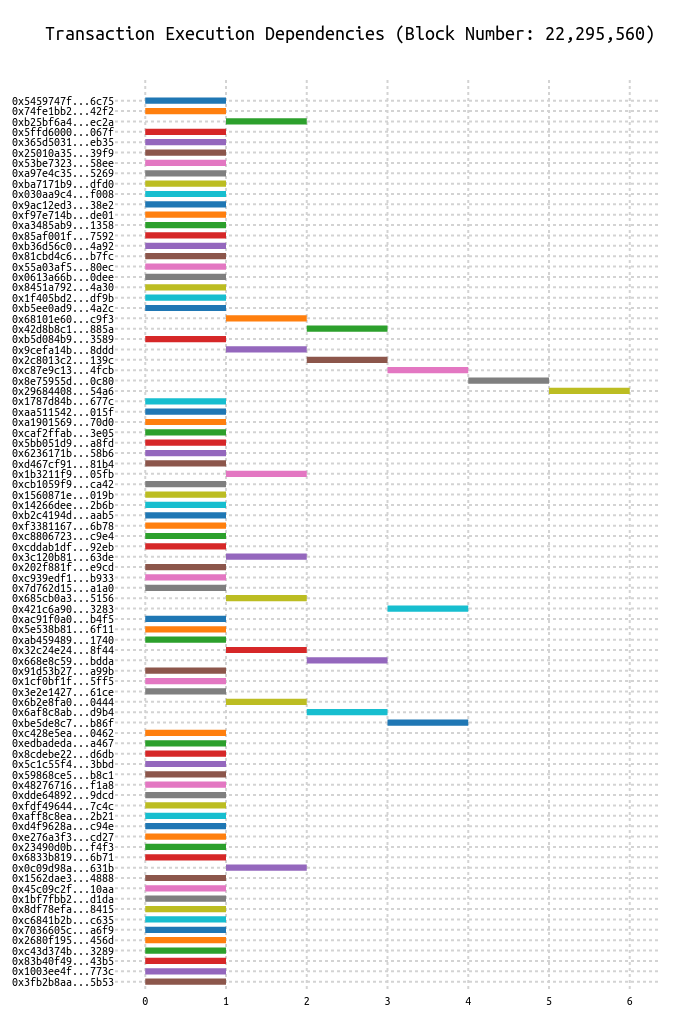 Transaction Execution Dependencies (Block Number: 22,295,560)
0x5459747f...6c75
0x74fe1bb2...42f2
0xb25bf6a4...ec2a
0x5ffd6000...067f
0x365d5031...eb35
0x25010a35...39f9
0x53be7323...58ee
0xa97e4c35...5269
0xba7171b9...dfd0
0x030aa9c4...f008
0x9ac12ed3...38e2
0xf97e714b...de01
0xa3485ab9...1358
0x85af001f...7592
0xb36d56c0...4a92
0x81cbd4c6...b7fc
0x55a03af5...80ec
0x0613a66b...0dee
0x8451a792...4a30
0x1f405bd2...df9b
0xb5ee0ad9...4a2c
0x68101e60...c9f3
0x42d8b8c1...885a
0xb5d084b9...3589
0x9cefa14b...8ddd
0x2c8013c2...139c
0xc87e9c13...4fcb
0x8e75955d...0c80
0x29684408...54a6
0x1787d84b...677c
0xaa511542...015f
0xa1901569...70d0
0xcaf2ffab...3e05
0x5bb051d9...a8fd
0x6236171b...58b6
0xd467cf91...81b4
0x1b3211f9...05fb
0xcb1059f9...ca42
0x1560871e...019b
0x14266dee...2b6b
0xb2c4194d...aab5
0xf3381167...6b78
0xc8806723...c9e4
0xcddab1df...92eb
0x3c120b81...63de
0x202f881f...e9cd
0xc939edf1...b933
0x7d762d15...a1a0
0x685cb0a3...5156
0x421c6a90...3283
0xac91f0a0...b4f5
0x5e538b81...6f11
0xab459489...1740
0x32c24e24...8f44
0x668e8c59...bdda
0x91d53b27...a99b
0x1cf0bf1f...5ff5
0x3e2e1427...61ce
0x6b2e8fa0...0444
0x6af8c8ab...d9b4
0xbe5de8c7...b86f
0xc428e5ea...0462
0xedbadeda...a467
0x8cdebe22...d6db
0x5c1c55f4...3bbd
0x59868ce5...b8c1
0x48276716...f1a8
0xdde64892...9dcd
0xfdf49644...7c4c
0xaff8c8ea...2b21
0xd4f9628a...c94e
0xe276a3f3...cd27
0x23490d0b...f4f3
0x6833b819...6b71
0x0c09d98a...631b
0x1562dae3...4888
0x45c09c2f...10aa
0x1bf7fbb2...d1da
0x8df78efa...8415
0xc6841b2b...c635
0x7036605c...a6f9
0x2680f195...456d
0xc43d374b...3289
0x83b40f49...43b5
0x1003ee4f...773c
0x3fb2b8aa...5b53
0 1 2 3 4 5 6